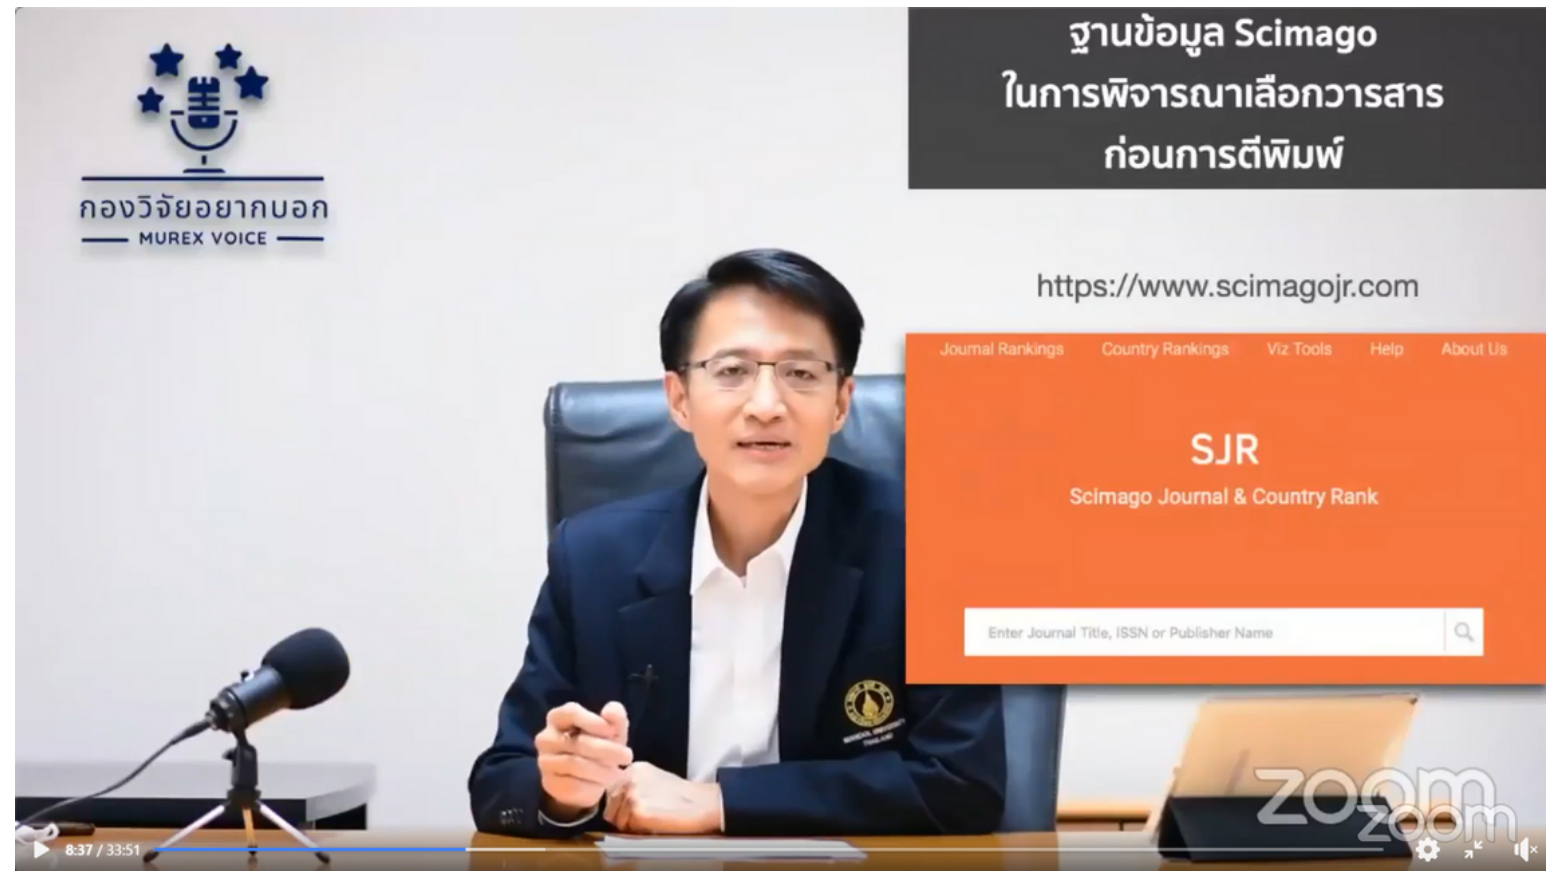 กองวิจัยอยากบอก
MUREX VOICE
ฐานข้อมูล Scimago
ในการพิจารณาเลือกวารสาร
ก่อนการตีพิมพ์
https://www.scimagojr.com
Journal Rankings Country Rankings Viz Tools Help About Us
SJR
Scimago Journal & Country Rank
Enter Journal Title, ISSN or Publisher Name
MAHIDOL UNIVERSITY
THAILAND
zoom
zoom
8:37 / 33:51